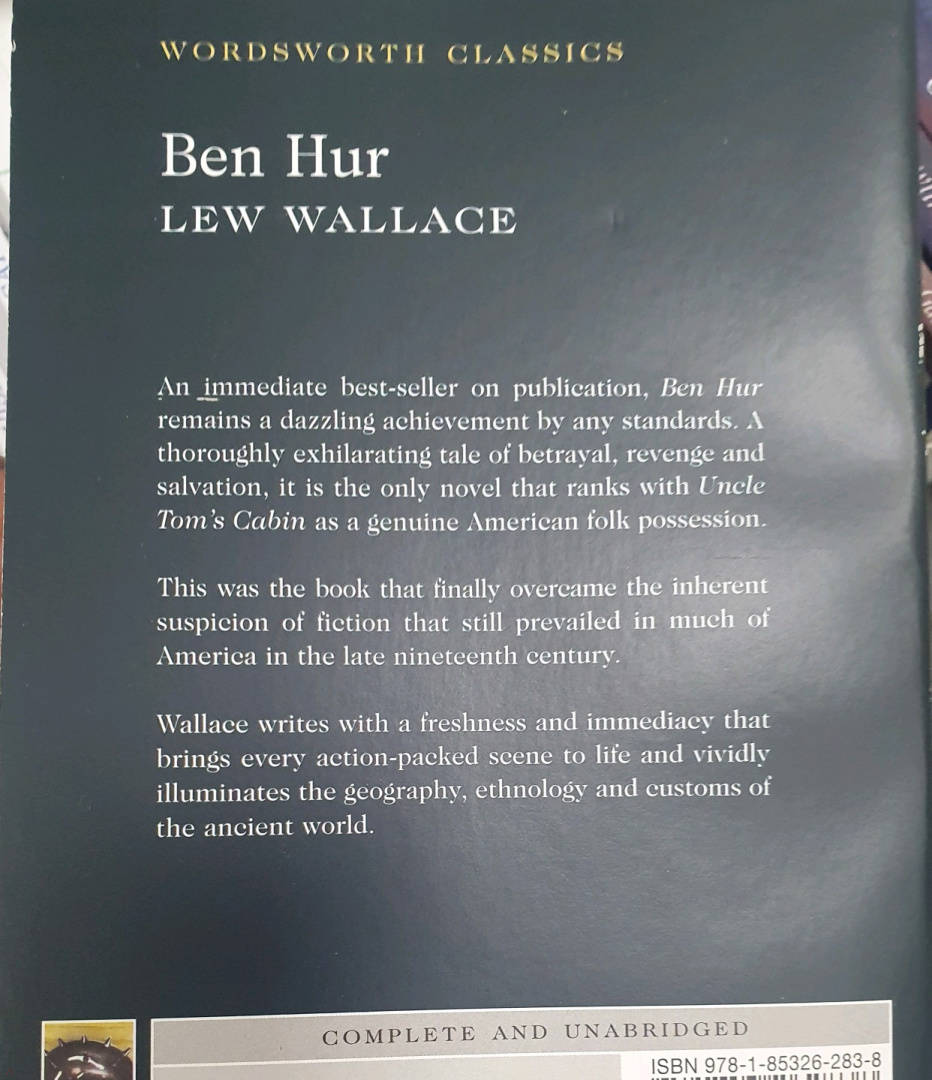 WORDSWORTH CLASSICS
Ben Hur
LEW WALLACE
An immediate best-seller on publication, Ben Hur
remains a dazzling achievement by any standards. A
thoroughly exhilarating tale of betrayal, revenge and
salvation, it is the only novel that ranks with Uncle
Tom's Cabin as a genuine American folk possession.
This was the book that finally overcame the inherent
suspicion of fiction that still prevailed in much of
America in the late nineteenth century.
Wallace writes with a freshness and immediacy that
brings every action-packed scene to life and vividly
illuminates the geography, ethnology and customs of
the ancient world.
COMPLETE AND UNABRIDGED
ISBN 978-1-85326-283-8